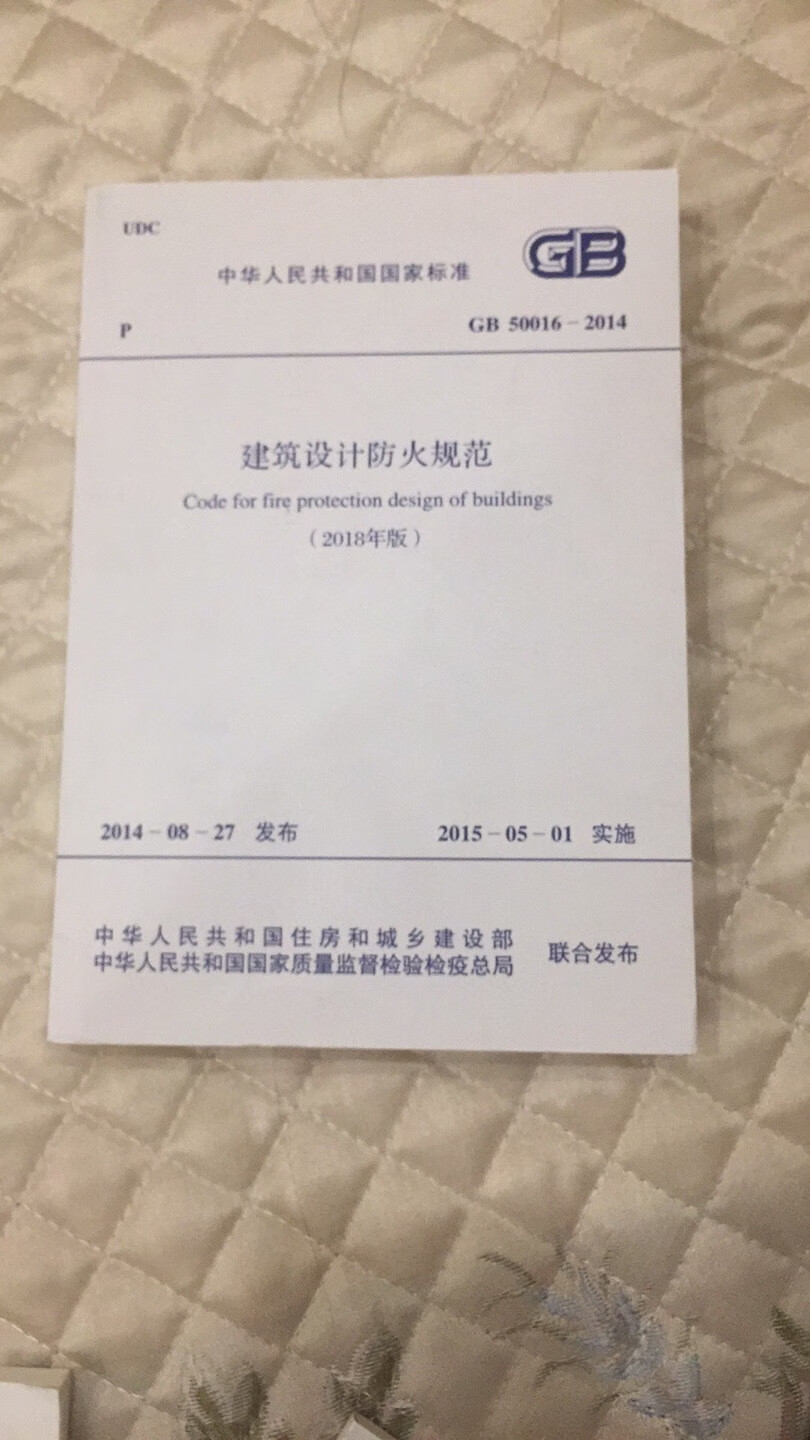 UDC
GB
中华人民共和国国家标准
P
GB 50016-2014
建筑设计防火规范
Code for fire protection design of buildings
（2018年版）
2014-08-27 发布
2015-05-01 实施
中华人民共和国住房和城乡建设部
中华人民共和国国家质量监督检验检疫总局
联合发布